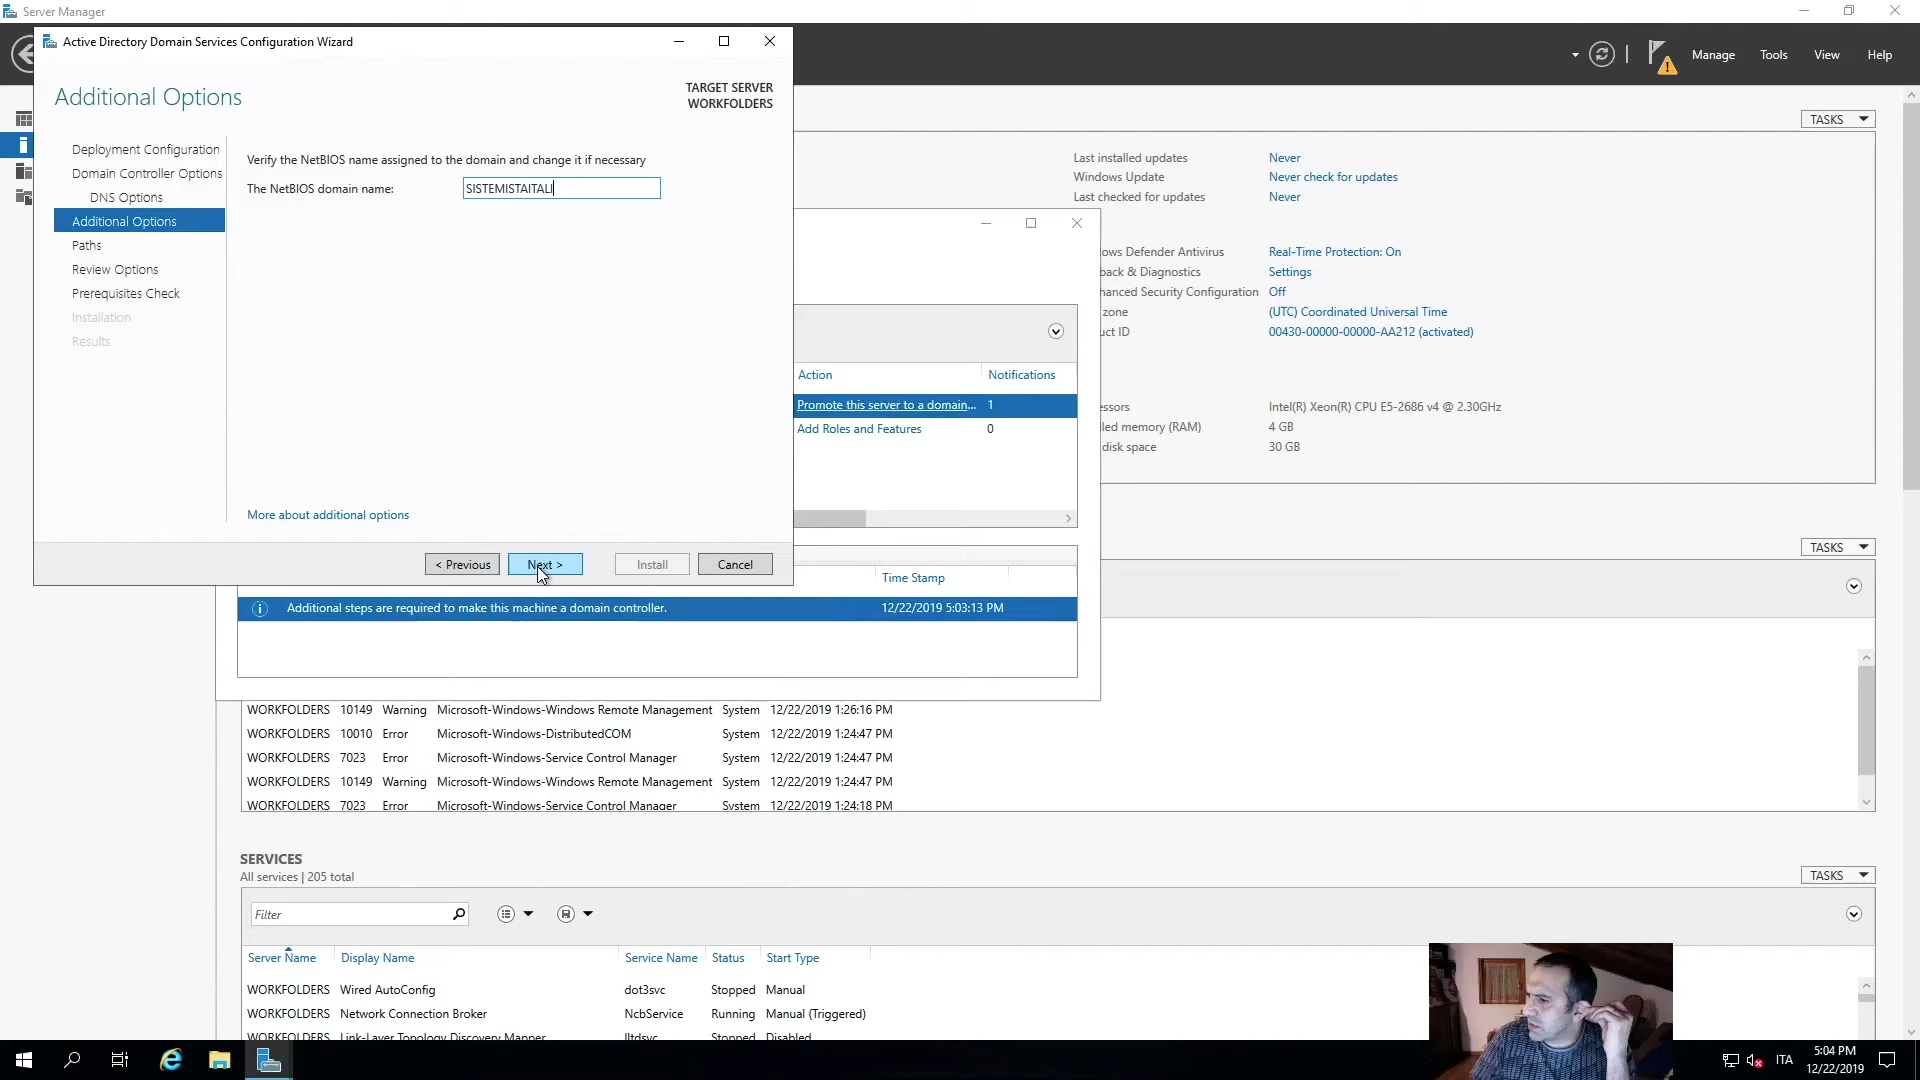 Server Manager
Manage
Tools
View
Help
Active Directory Domain Services Configuration Wizard
Additional Options
TARGET SERVER
WORKFOLDERS
Deployment Configuration
Domain Controller Options
DNS Options
Additional Options
Paths
Review Options
Prerequisites Check
Installation
Results
Verify the NetBIOS name assigned to the domain and change it if necessary
The NetBIOS domain name:
SISTEMISTAITALI
More about additional options
< Previous
Next >
Install
Cancel
TASKS
Last installed updates Never
Windows Update Never check for updates
Last checked for updates Never
ows Defender Antivirus Real-Time Protection: On
back & Diagnostics Settings
hanced Security Configuration Off
zone (UTC) Coordinated Universal Time
uct ID 00430-00000-00000-AA212 (activated)
essors Intel(R) Xeon(R) CPU E5-2686 v4 @ 2.30GHz
led memory (RAM) 4 GB
disk space 30 GB
Action Notifications
Promote this server to a domain... 1
Add Roles and Features 0
Time Stamp
Additional steps are required to make this machine a domain controller. 12/22/2019 5:03:13 PM
TASKS
WORKFOLDERS 10149 Warning Microsoft-Windows-Windows Remote Management System 12/22/2019 1:26:16 PM
WORKFOLDERS 10010 Error Microsoft-Windows-DistributedCOM System 12/22/2019 1:24:47 PM
WORKFOLDERS 7023 Error Microsoft-Windows-Service Control Manager System 12/22/2019 1:24:47 PM
WORKFOLDERS 10149 Warning Microsoft-Windows-Windows Remote Management System 12/22/2019 1:24:47 PM
WORKFOLDERS 7023 Error Microsoft-Windows-Service Control Manager System 12/22/2019 1:24:18 PM
SERVICES
All services | 205 total
TASKS
Filter
Server Name Display Name Service Name Status Start Type
WORKFOLDERS Wired AutoConfig dot3svc Stopped Manual
WORKFOLDERS Network Connection Broker NcbService Running Manual (Triggered)
WORKFOLDERS Link-Layer Topology Discovery Mapper lltdsvc Stopped Disabled
ITA
5:04 PM
12/22/2019